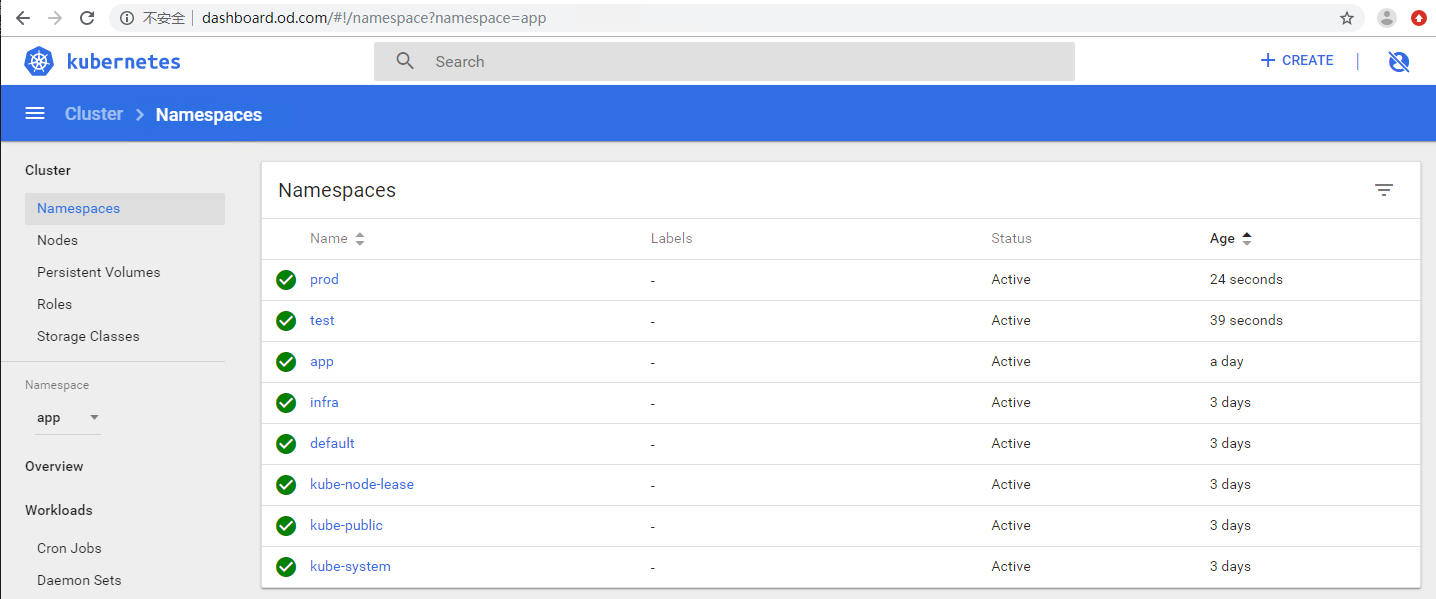 不安全 dashboard.od.com/#!/namespace?namespace=app
kubernetes Search CREATE
Cluster Namespaces
Cluster
Namespaces
Nodes
Persistent Volumes
Roles
Storage Classes
Namespace
app
Overview
Workloads
Cron Jobs
Daemon Sets
Namespaces
Name Labels Status Age
prod - Active 24 seconds
test - Active 39 seconds
app - Active a day
infra - Active 3 days
default - Active 3 days
kube-node-lease - Active 3 days
kube-public - Active 3 days
kube-system - Active 3 days